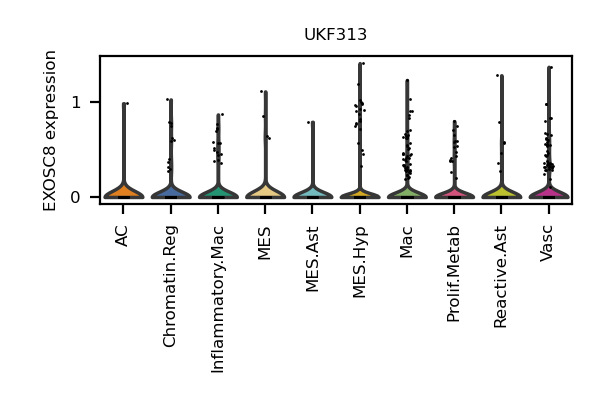 UKF313
EXOSC8 expression
1
0
AC
Chromatin.Reg
Inflammatory.Mac
MES
MES.Ast
MES.Hyp
Mac
Prolif.Metab
Reactive.Ast
Vasc